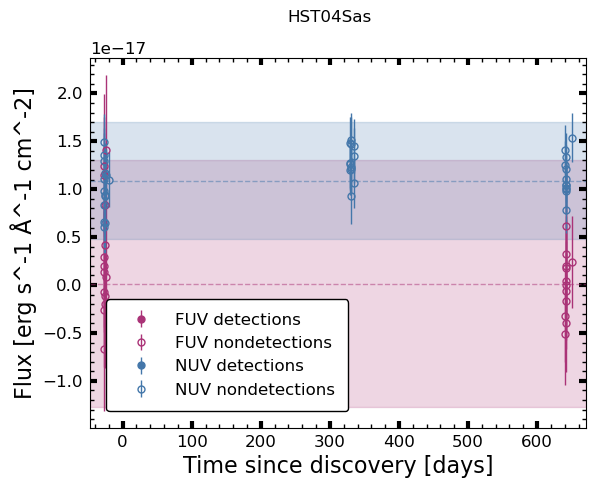 HST04Sas
1e−17
2.0
1.5
1.0
0.5
0.0
−0.5
−1.0
Flux [erg s^-1 Å^-1 cm^-2]
FUV detections
FUV nondetections
NUV detections
NUV nondetections
0 100 200 300 400 500 600
Time since discovery [days]